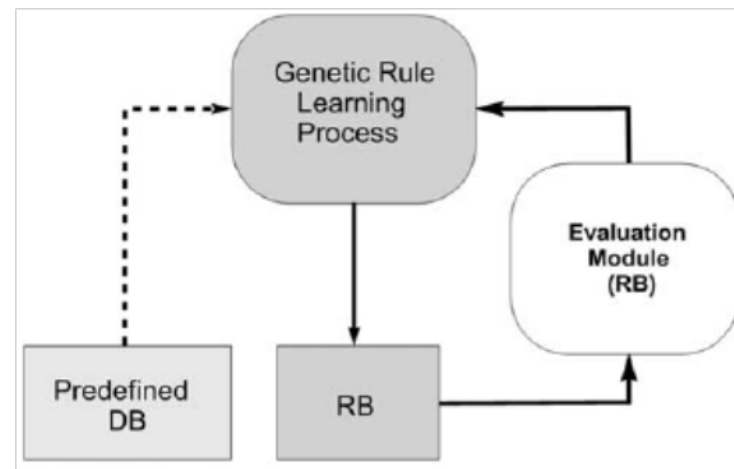 Genetic Rule
Learning
Process
Evaluation
Module
(RB)
Predefined
DB
RB